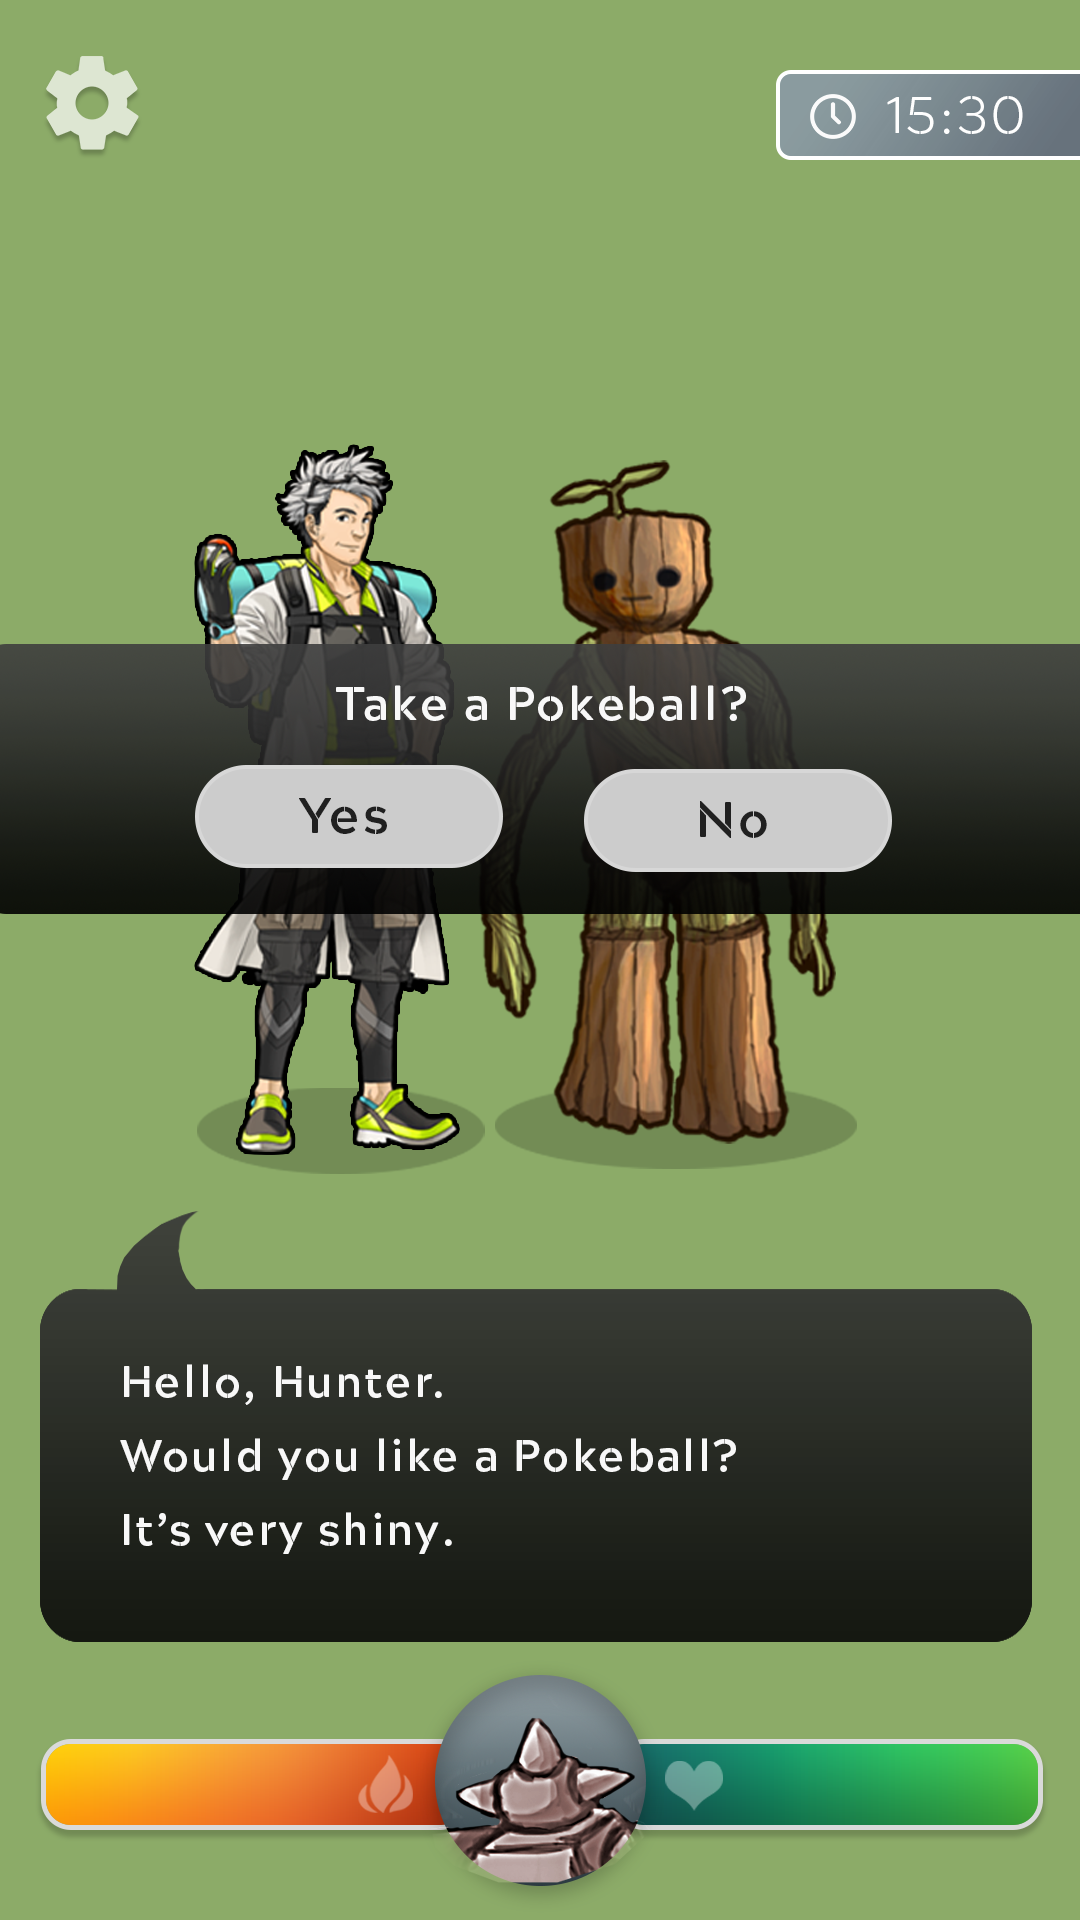 15:30
Take a Pokeball?
Yes
No
Hello, Hunter.
Would you like a Pokeball?
It's very shiny.